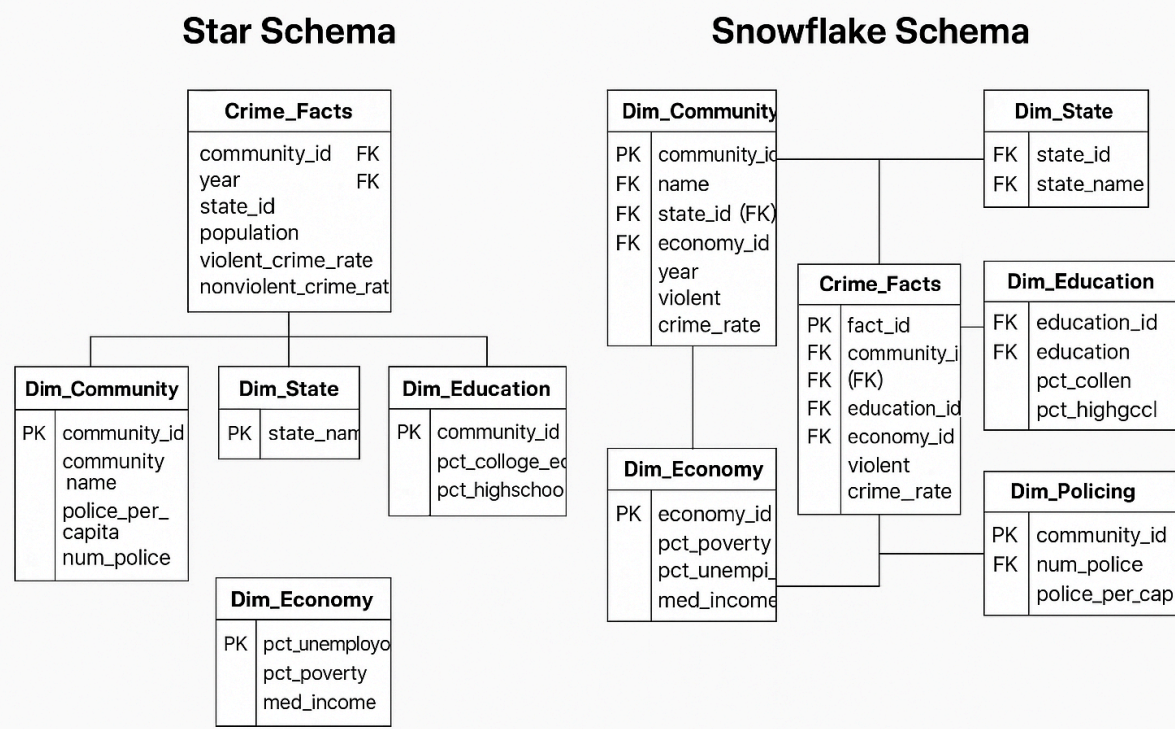 Star Schema
Crime_Facts
community_id FK
year FK
state_id
population
violent_crime_rate
nonviolent_crime_rat
Dim_Community
PK community_id
community
name
police_per_
capita
num_police
Dim_State
PK state_nam
Dim_Education
PK community_id
pct_colloge_ec
pct_highschoo
Dim_Economy
PK pct_unemployo
pct_poverty
med_income
Snowflake Schema
Dim_Community
PK community_id
FK name
FK state_id (FK)
FK economy_id
year
violent
crime_rate
Dim_State
FK state_id
FK state_name
Crime_Facts
PK fact_id
FK community_i
FK (FK)
FK education_id
FK economy_id
violent
crime_rate
Dim_Education
FK education_id
FK education
pct_collen
pct_highgccl
Dim_Economy
PK economy_id
pct_poverty
pct_unempi_
med_income
Dim_Policing
PK community_id
FK num_police
police_per_cap